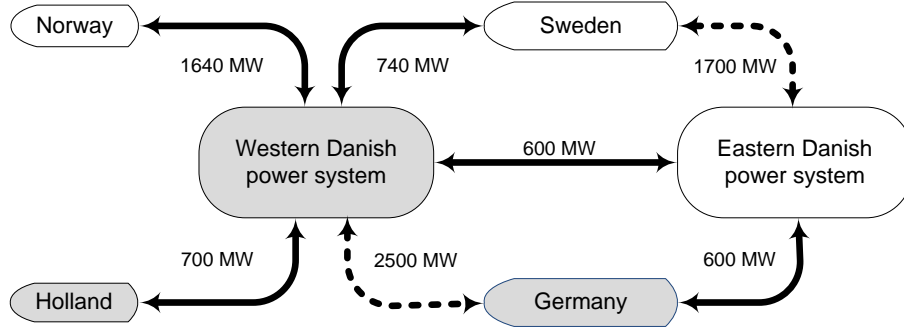 Norway
Sweden
1640 MW
740 MW
1700 MW
Western Danish
power system
600 MW
Eastern Danish
power system
700 MW
2500 MW
600 MW
Holland
Germany